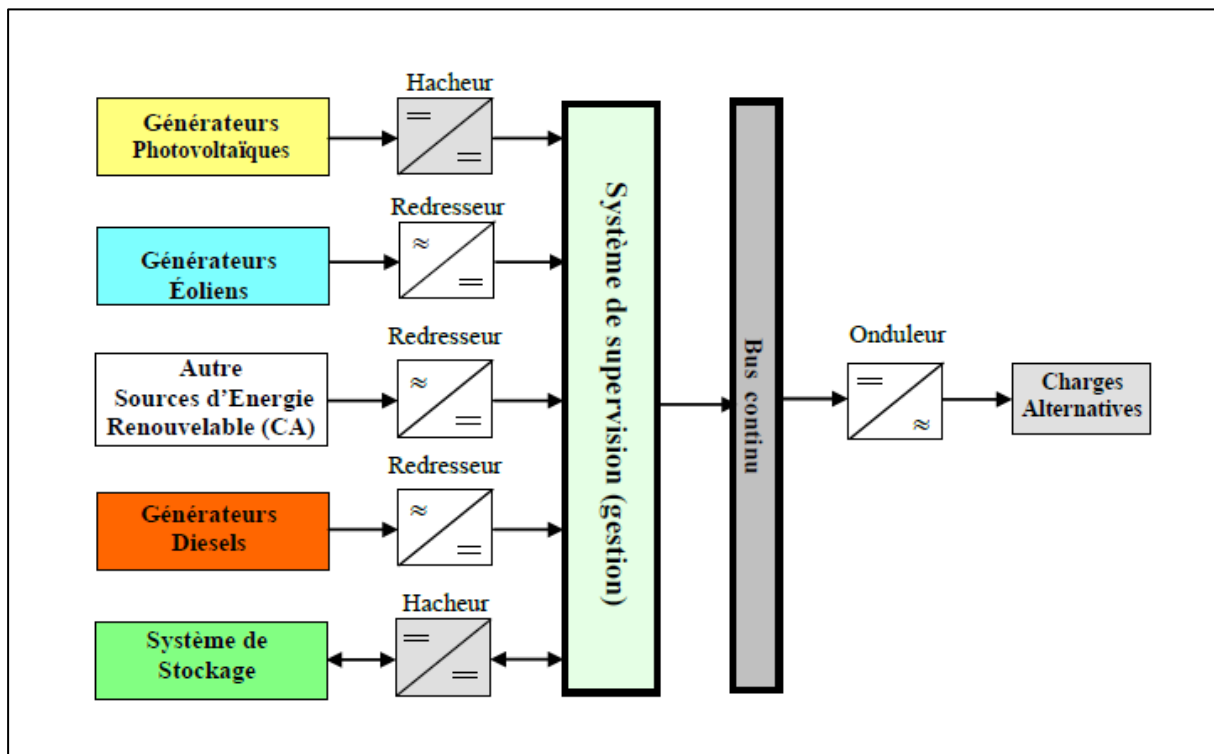 Hacheur
Générateurs
Photovoltaïques
Redresseur
Générateurs
Éoliens
Redresseur
Autre
Sources d’Energie
Renouvelable (CA)
Redresseur
Générateurs
Diesels
Hacheur
Système de
Stockage
Système de supervision (gestion)
Bus continu
Onduleur
Charges
Alternatives